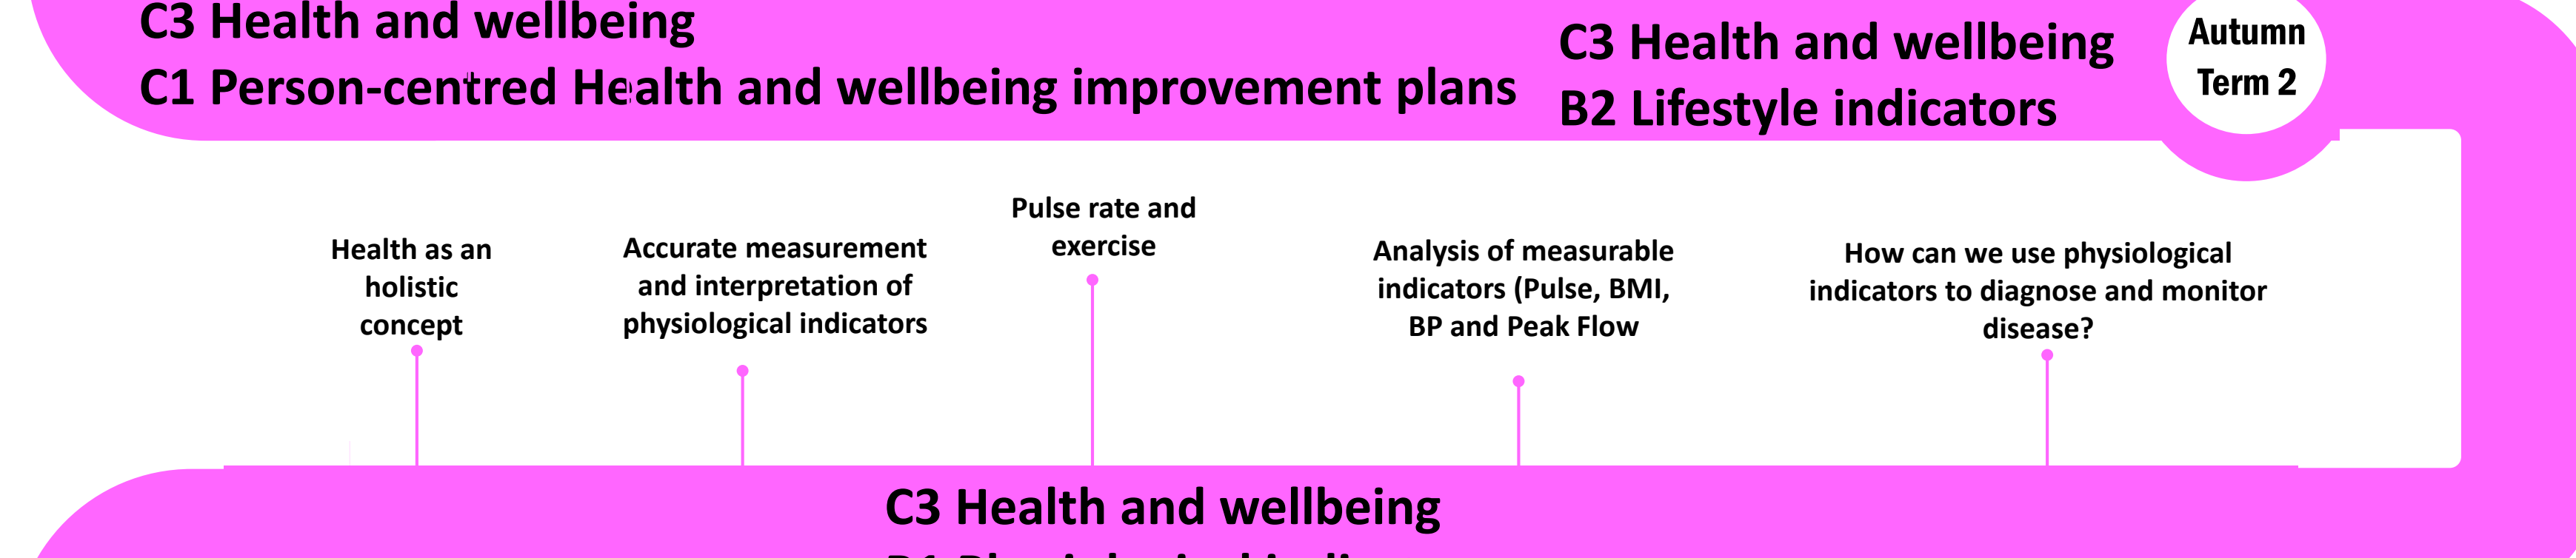 C3 Health and wellbeing
C1 Person-centred Health and wellbeing improvement plans
C3 Health and wellbeing
B2 Lifestyle indicators
Autumn
Term 2
Health as an
holistic
concept
Accurate measurement
and interpretation of
physiological indicators
Pulse rate and
exercise
Analysis of measurable
indicators (Pulse, BMI,
BP and Peak Flow
How can we use physiological
indicators to diagnose and monitor
disease?
C3 Health and wellbeing